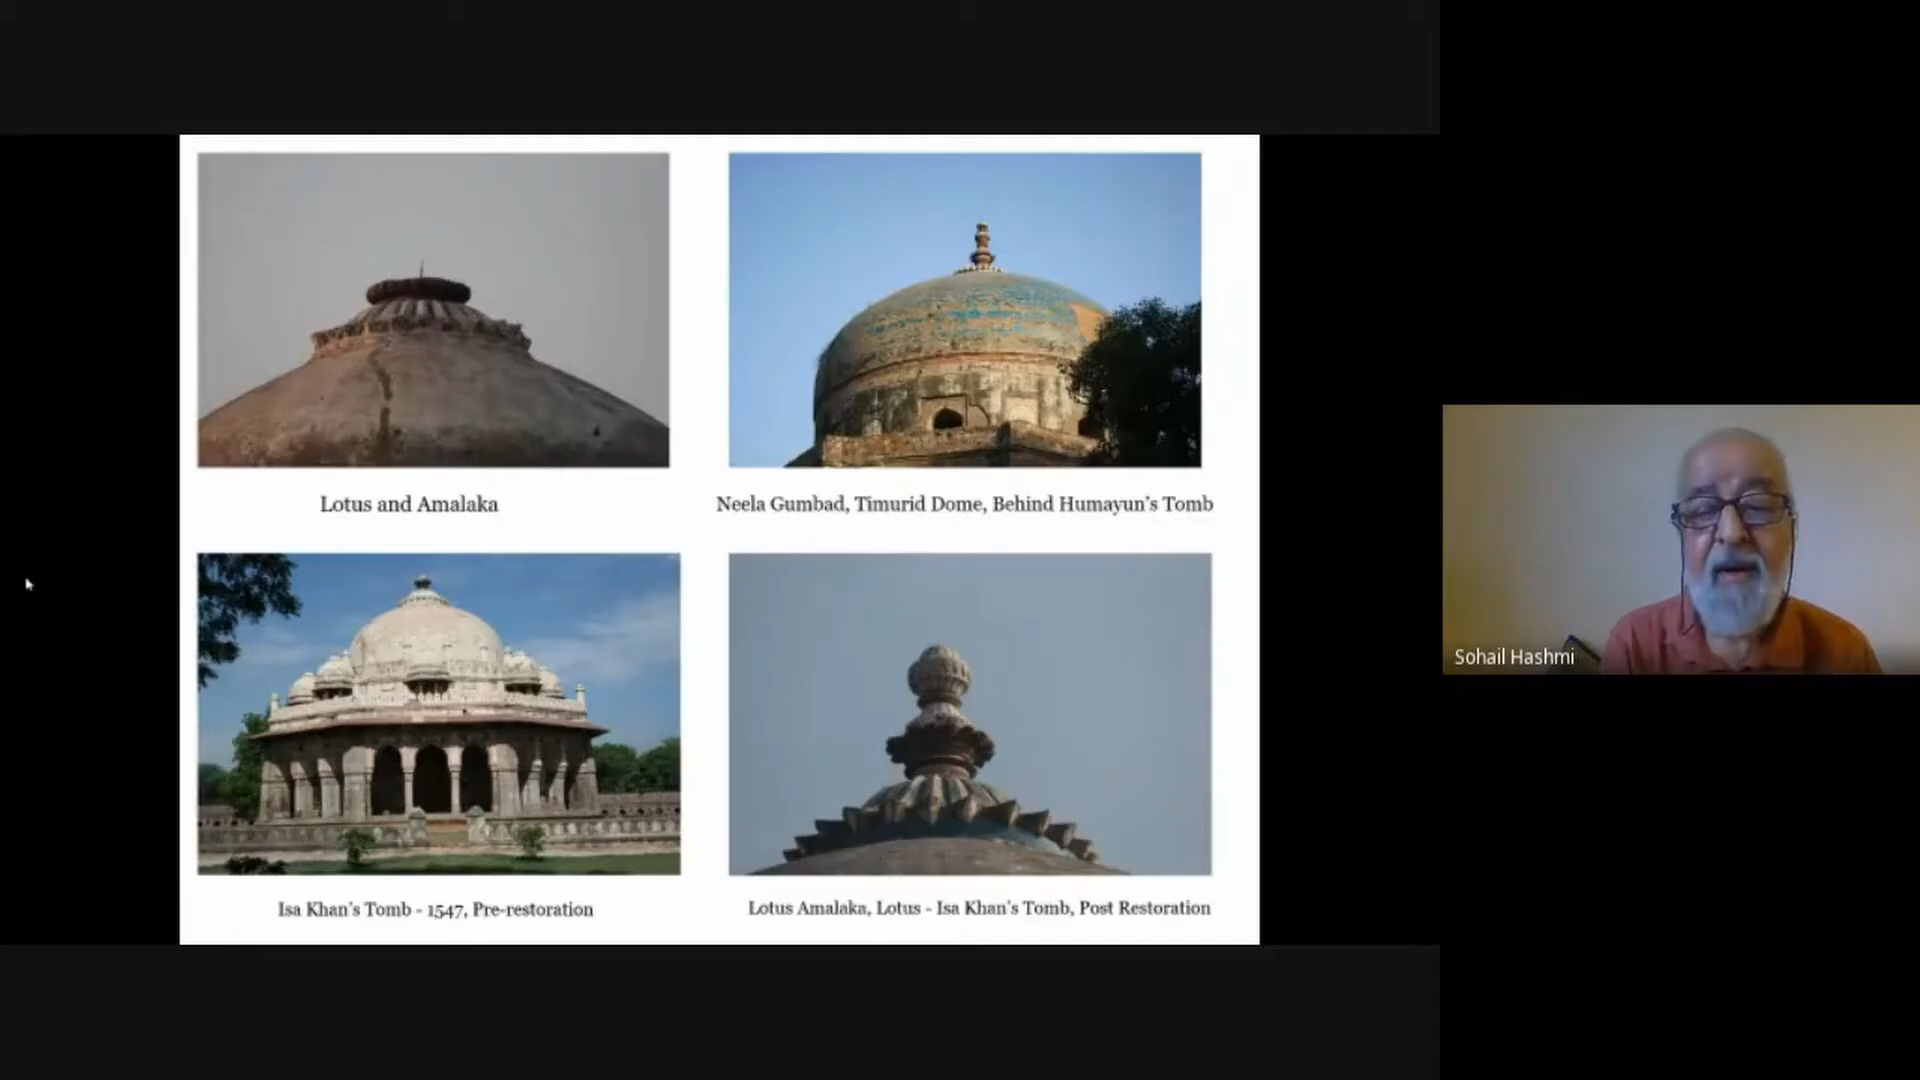 Lotus and Amalaka
Neela Gumbad, Timurid Dome, Behind Humayun's Tomb
Isa Khan's Tomb - 1547, Pre-restoration
Lotus Amalaka, Lotus - Isa Khan's Tomb, Post Restoration
Sohail Hashmi